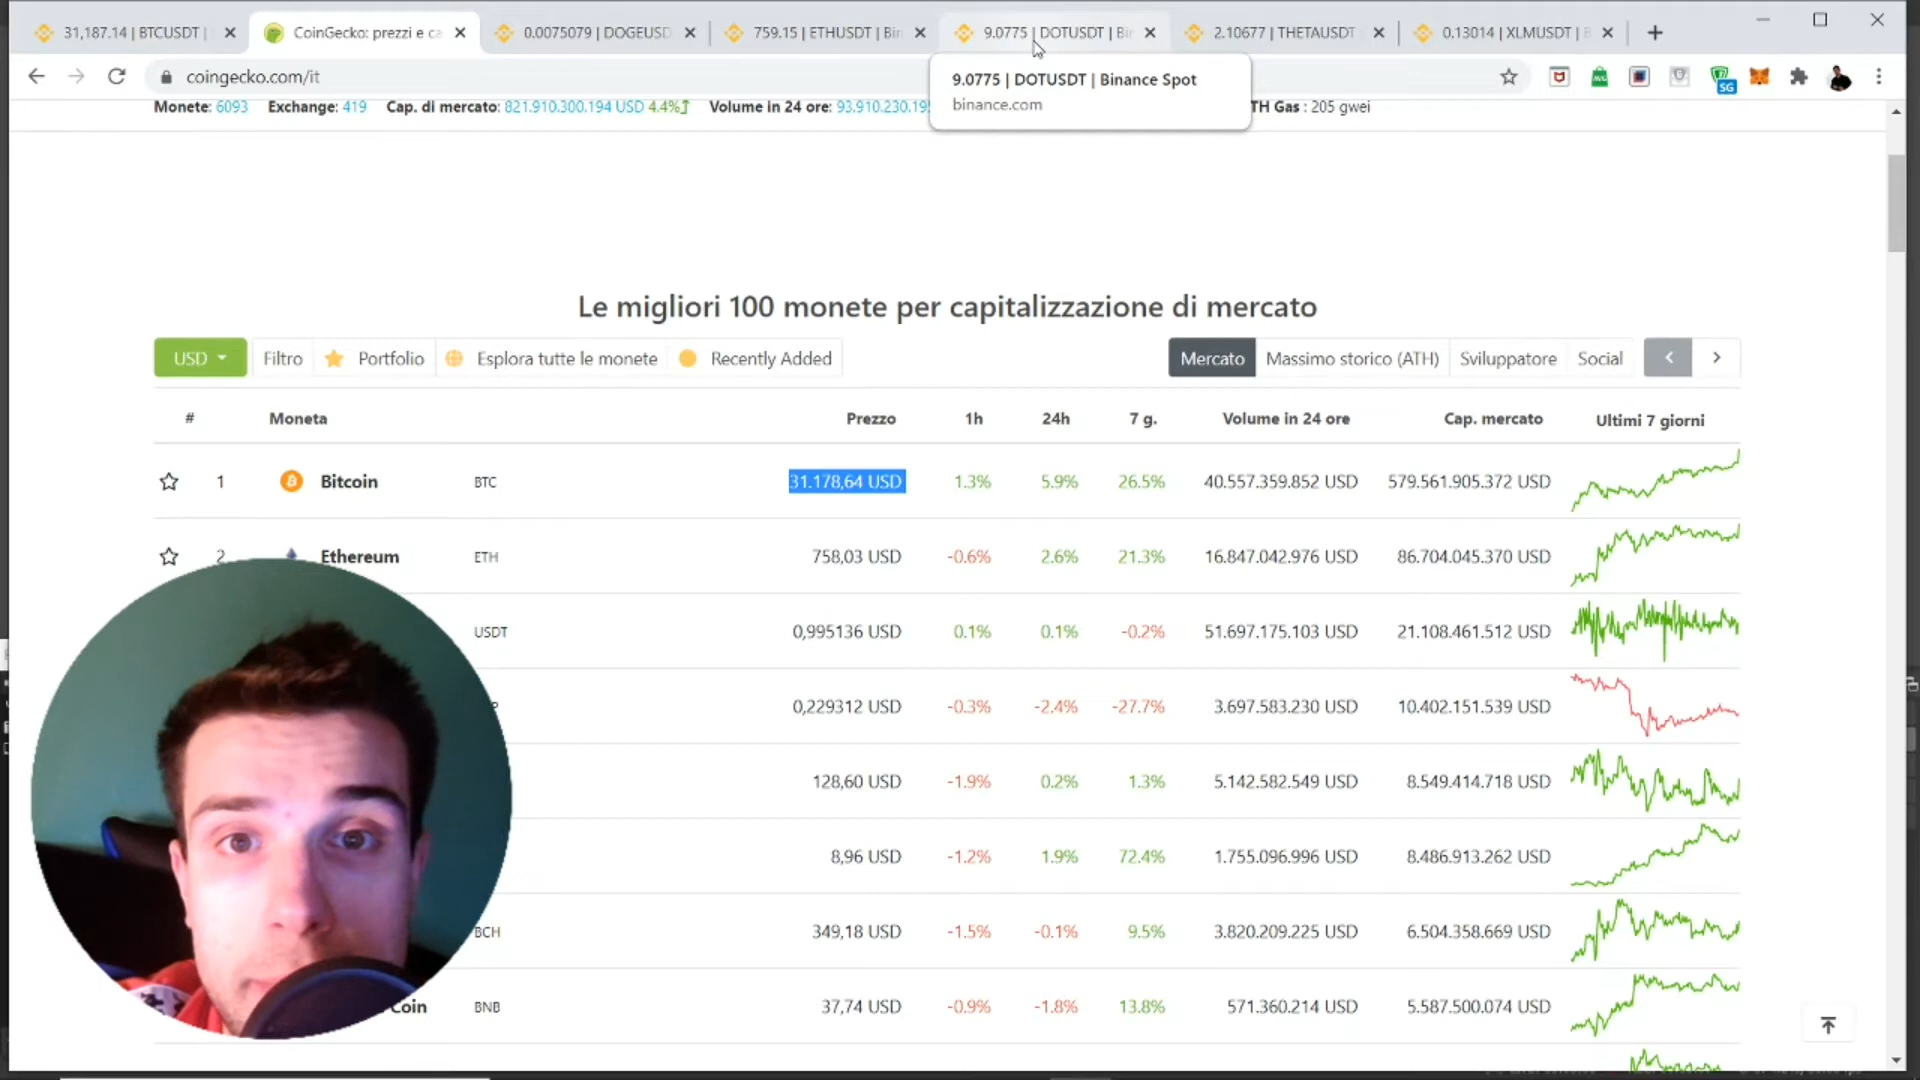 31,187.14 | BTCUSDT |
CoinGecko: prezzi e ca
0.0075079 | DOGEUSD
759.15 | ETHUSDT | Bin
9.0775 | DOTUSDT | Bin
2.10677 | THETAUSDT
0.13014 | XLMUSDT | B
coingecko.com/it
SG
9.0775 | DOTUSDT | Binance Spot
binance.com
Monete: 6093 Exchange: 419 Cap. di mercato: 821.910.300.194 USD 4.4% Volume in 24 ore: 93.910.230.19 TH Gas : 205 gwei
Le migliori 100 monete per capitalizzazione di mercato
USD Filtro Portfolio Esplora tutte le monete Recently Added Mercato Massimo storico (ATH) Sviluppatore Social
# Moneta Prezzo 1h 24h 7 g. Volume in 24 ore Cap. mercato Ultimi 7 giorni
1 Bitcoin BTC 31.178,64 USD 1.3% 5.9% 26.5% 40.557.359.852 USD 579.561.905.372 USD
2 Ethereum ETH 758,03 USD -0.6% 2.6% 21.3% 16.847.042.976 USD 86.704.045.370 USD
USDT 0,995136 USD 0.1% 0.1% -0.2% 51.697.175.103 USD 21.108.461.512 USD
P 0,229312 USD -0.3% -2.4% -27.7% 3.697.583.230 USD 10.402.151.539 USD
128,60 USD -1.9% 0.2% 1.3% 5.142.582.549 USD 8.549.414.718 USD
8,96 USD -1.2% 1.9% 72.4% 1.755.096.996 USD 8.486.913.262 USD
BCH 349,18 USD -1.5% -0.1% 9.5% 3.820.209.225 USD 6.504.358.669 USD
Coin BNB 37,74 USD -0.9% -1.8% 13.8% 571.360.214 USD 5.587.500.074 USD